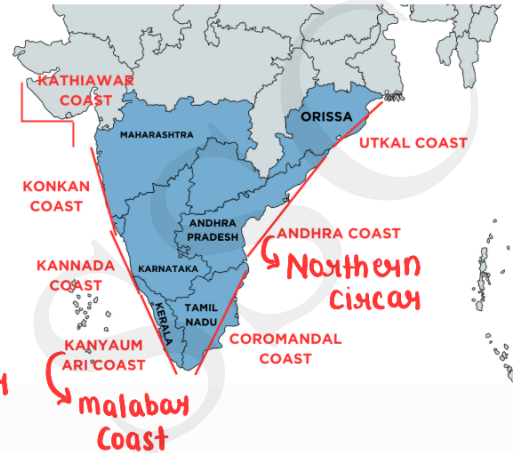 KATHIAWAR
COAST
MAHARASHTRA
ORISSA
UTKAL COAST
KONKAN
COAST
ANDHRA
PRADESH
ANDHRA COAST
Northern
circar
KANNADA
COAST
KARNATAKA
KERALA
TAMIL
NADU
COROMANDAL
COAST
KANYAUM
ARI COAST
malabar
Coast